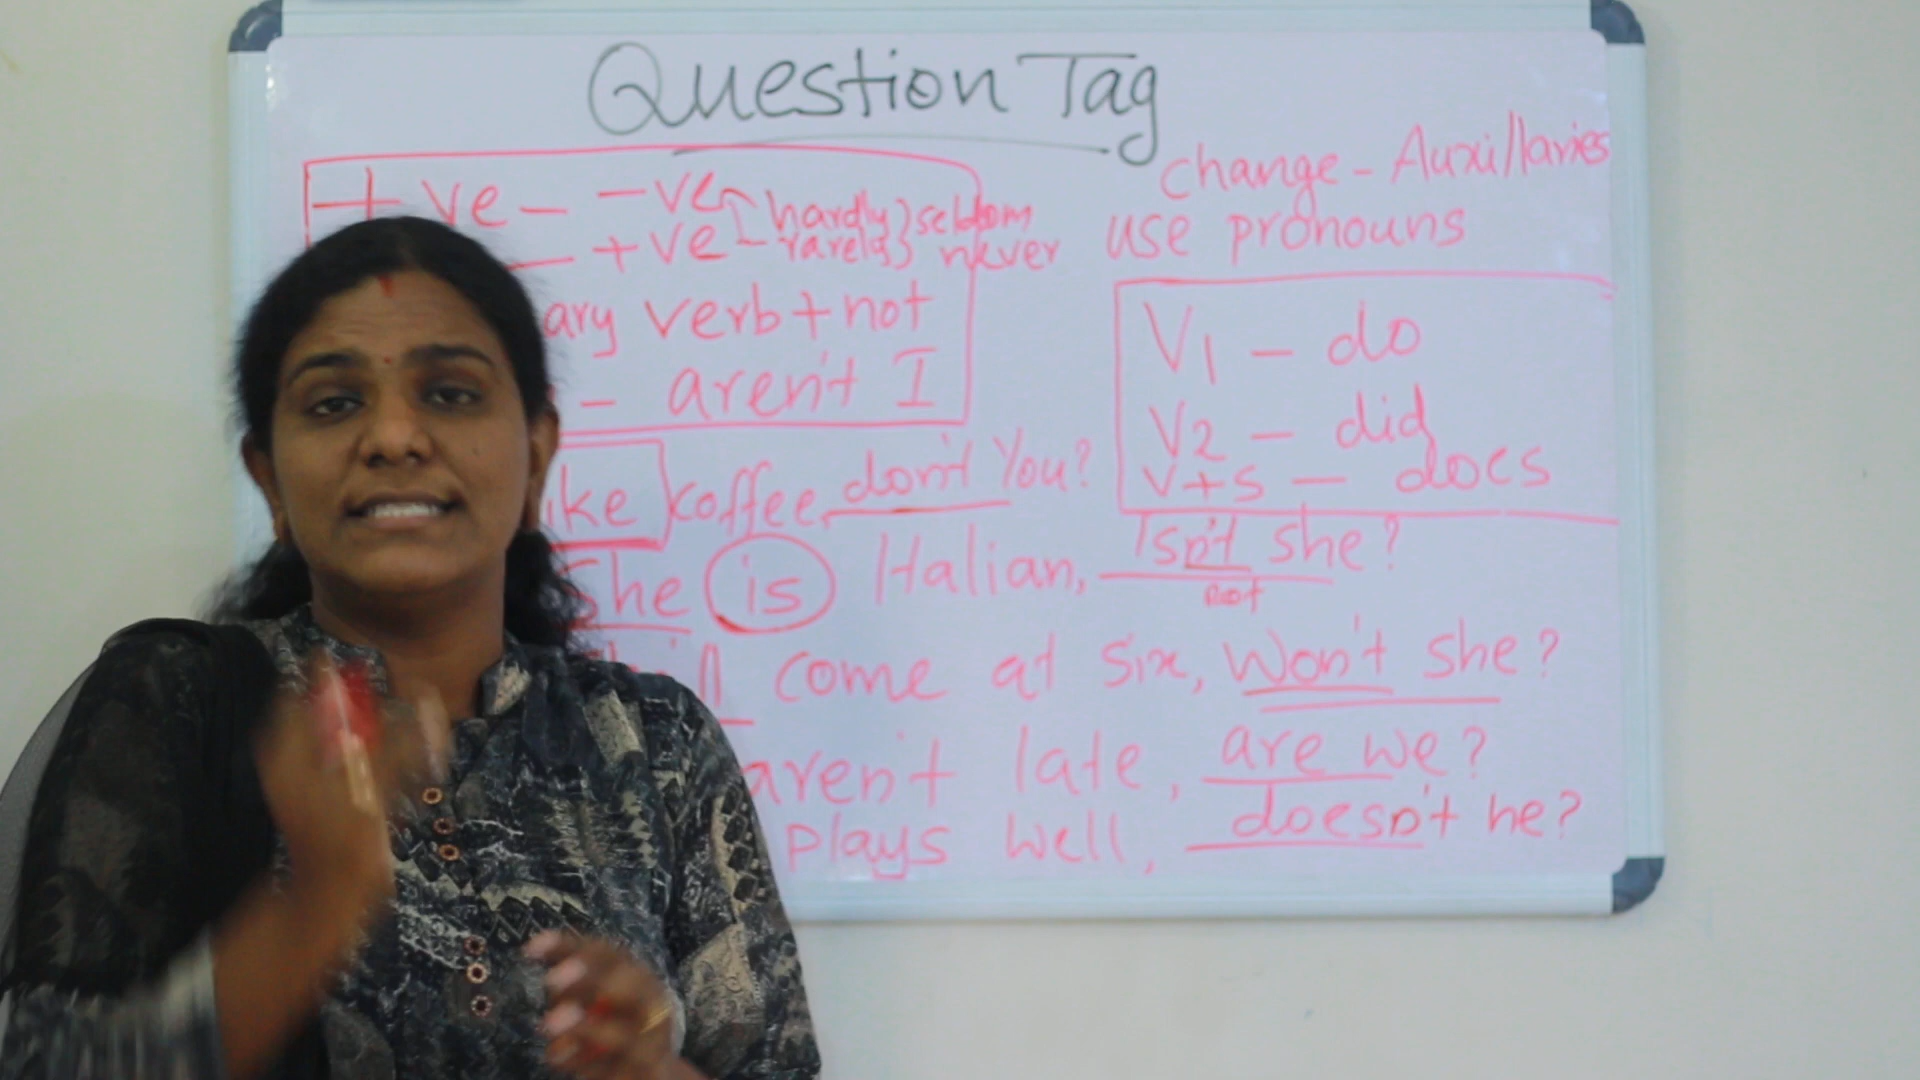 Question Tag
+ve - -ve hardly seldom
- +ve - rarely never
ary verb + not
- aren't I
change - Auxillaries
use pronouns
V1 - do
V2 - did
V+s - does
ike coffee, don't You?
She is Italian, Isn't she?
not
'll come at six, Won't she?
aren't late, are we?
plays well, doesn't he?